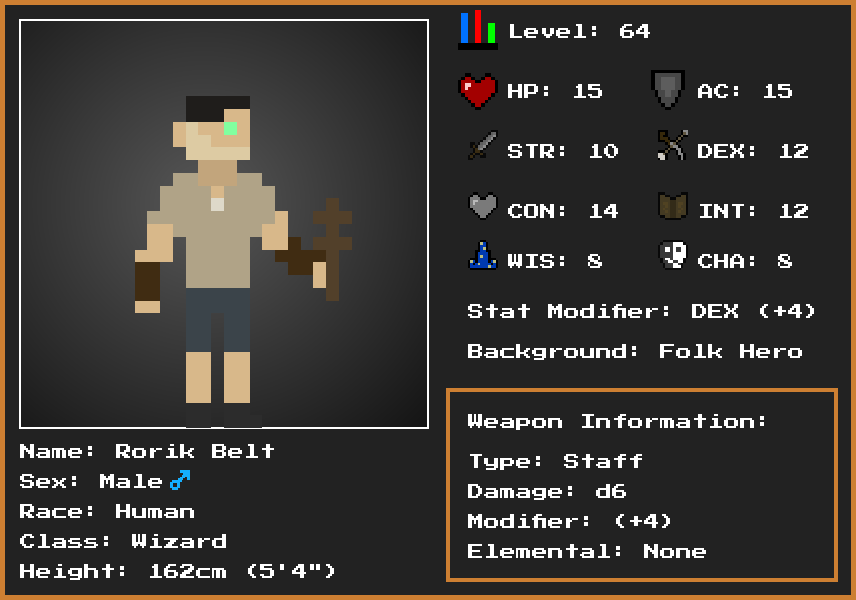 Level: 64
HP: 15
AC: 15
STR: 10
DEX: 12
CON: 14
INT: 12
WIS: 8
CHA: 8
Stat Modifier: DEX (+4)
Background: Folk Hero
Weapon Information:
Type: Staff
Damage: d6
Modifier: (+4)
Elemental: None
Name: Rorik Belt
Sex: Male♂
Race: Human
Class: Wizard
Height: 162cm (5'4")